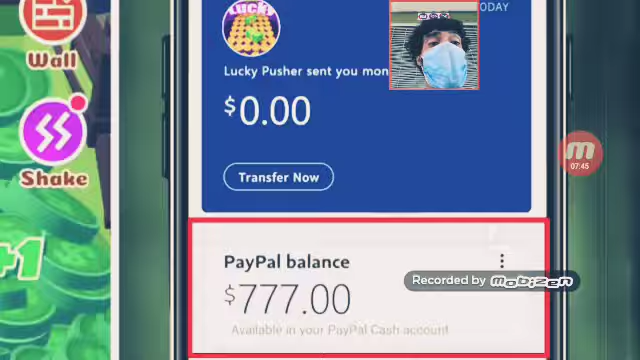 Wall
Shake
+1
LUCKY
TODAY
Lucky Pusher sent you mon
$0.00
Transfer Now
PayPal balance
$777.00
Available in your PayPal Cash account
Recorded by mobizen
07:45